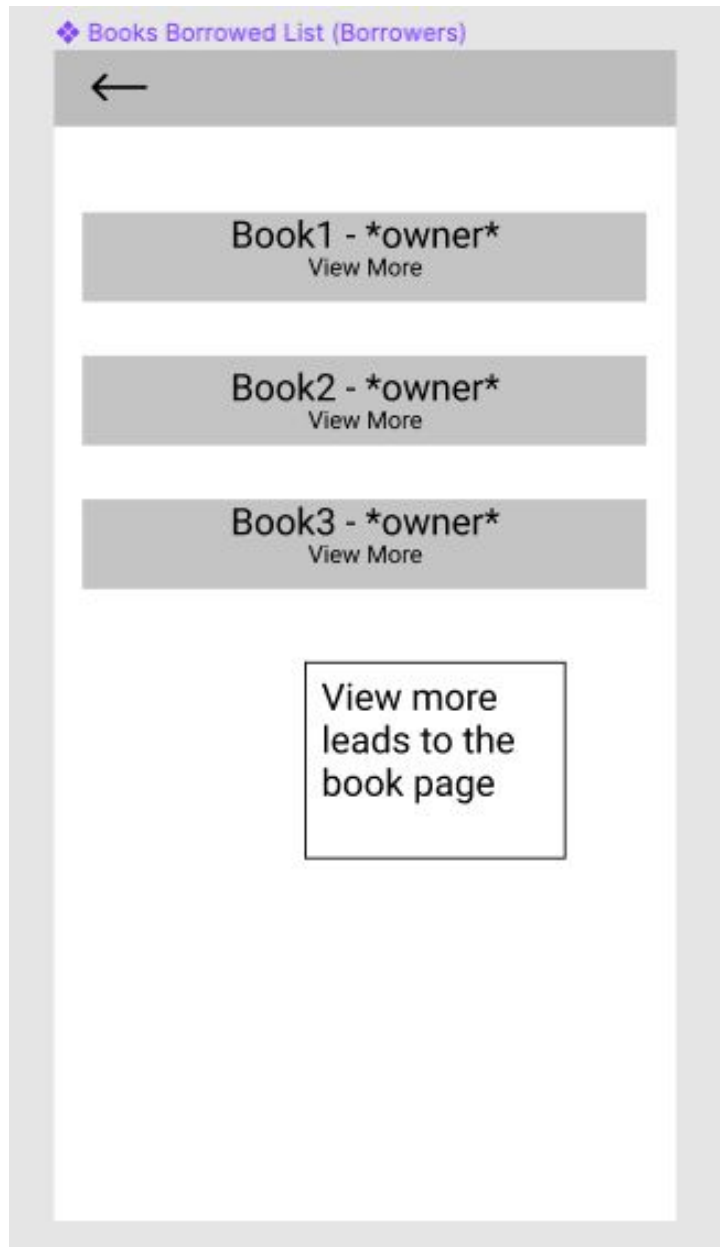 Books Borrowed List (Borrowers)
Book1 - *owner*
View More
Book2 - *owner*
View More
Book3 - *owner*
View More
View more
leads to the
book page